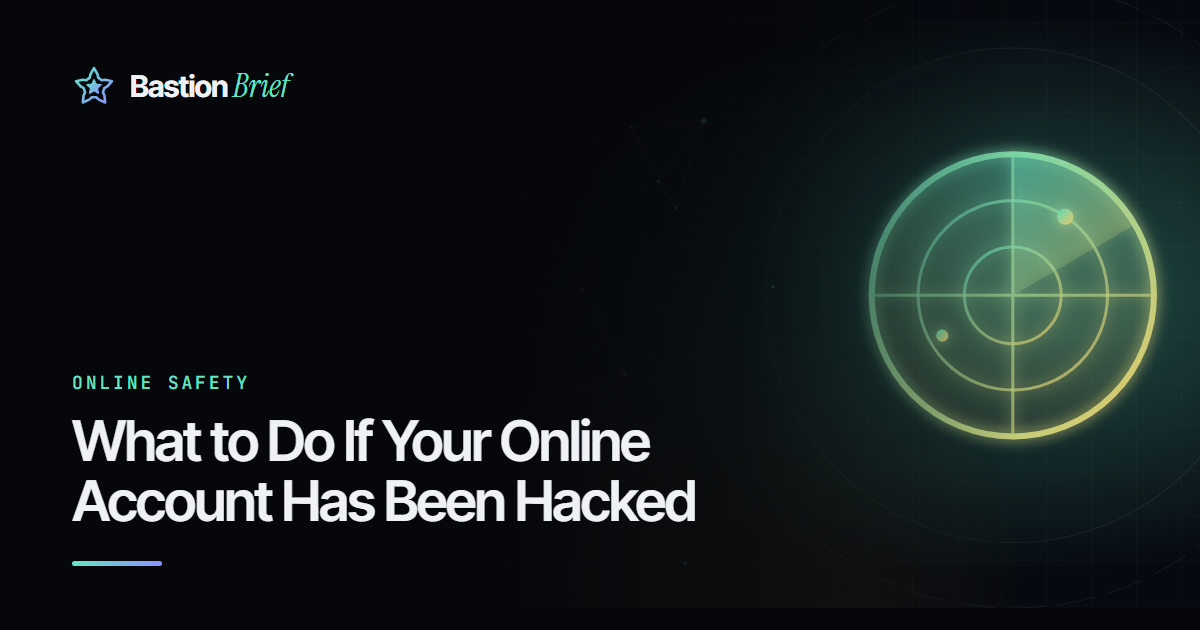 Bastion Brief
ONLINE SAFETY
What to Do If Your Online
Account Has Been Hacked